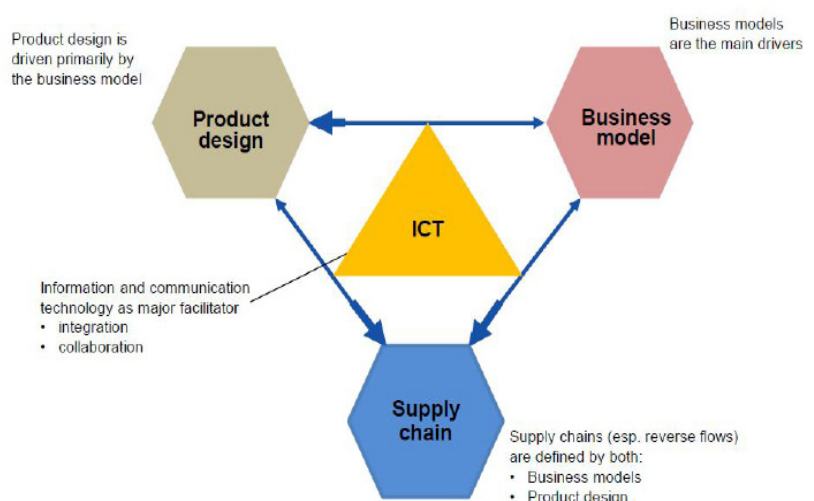 Product design is
driven primarily by
the business model
Business models
are the main drivers
Product
design
Business
model
ICT
Information and communication
technology as major facilitator
• integration
• collaboration
Supply
chain
Supply chains (esp. reverse flows)
are defined by both:
• Business models
• Product design